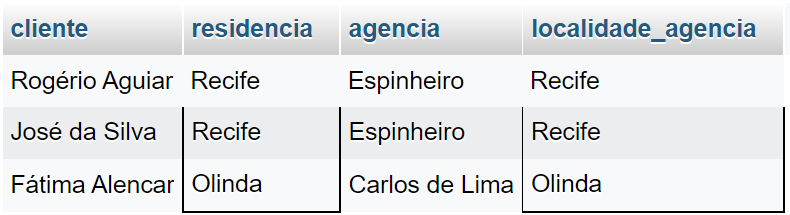 cliente residencia agencia localidade_agencia
Rogério Aguiar Recife Espinheiro Recife
José da Silva Recife Espinheiro Recife
Fátima Alencar Olinda Carlos de Lima Olinda